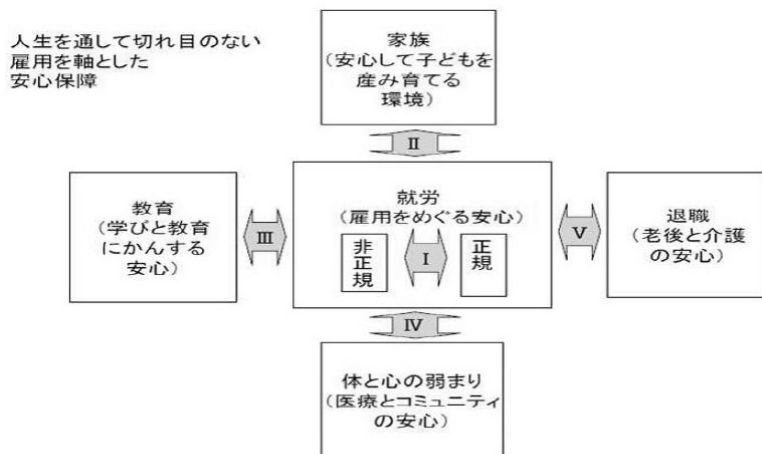 人生を通して切れ目のない
雇用を軸とした
安心保障
家族
（安心して子どもを
産み育てる
環境）
Ⅱ
教育
（学びと教育
にかんする
安心）
Ⅲ
就労
（雇用をめぐる安心）
非正規
Ⅰ
正規
Ⅴ
退職
（老後と介護
の安心）
Ⅳ
体と心の弱まり
（医療とコミュニティ
の安心）